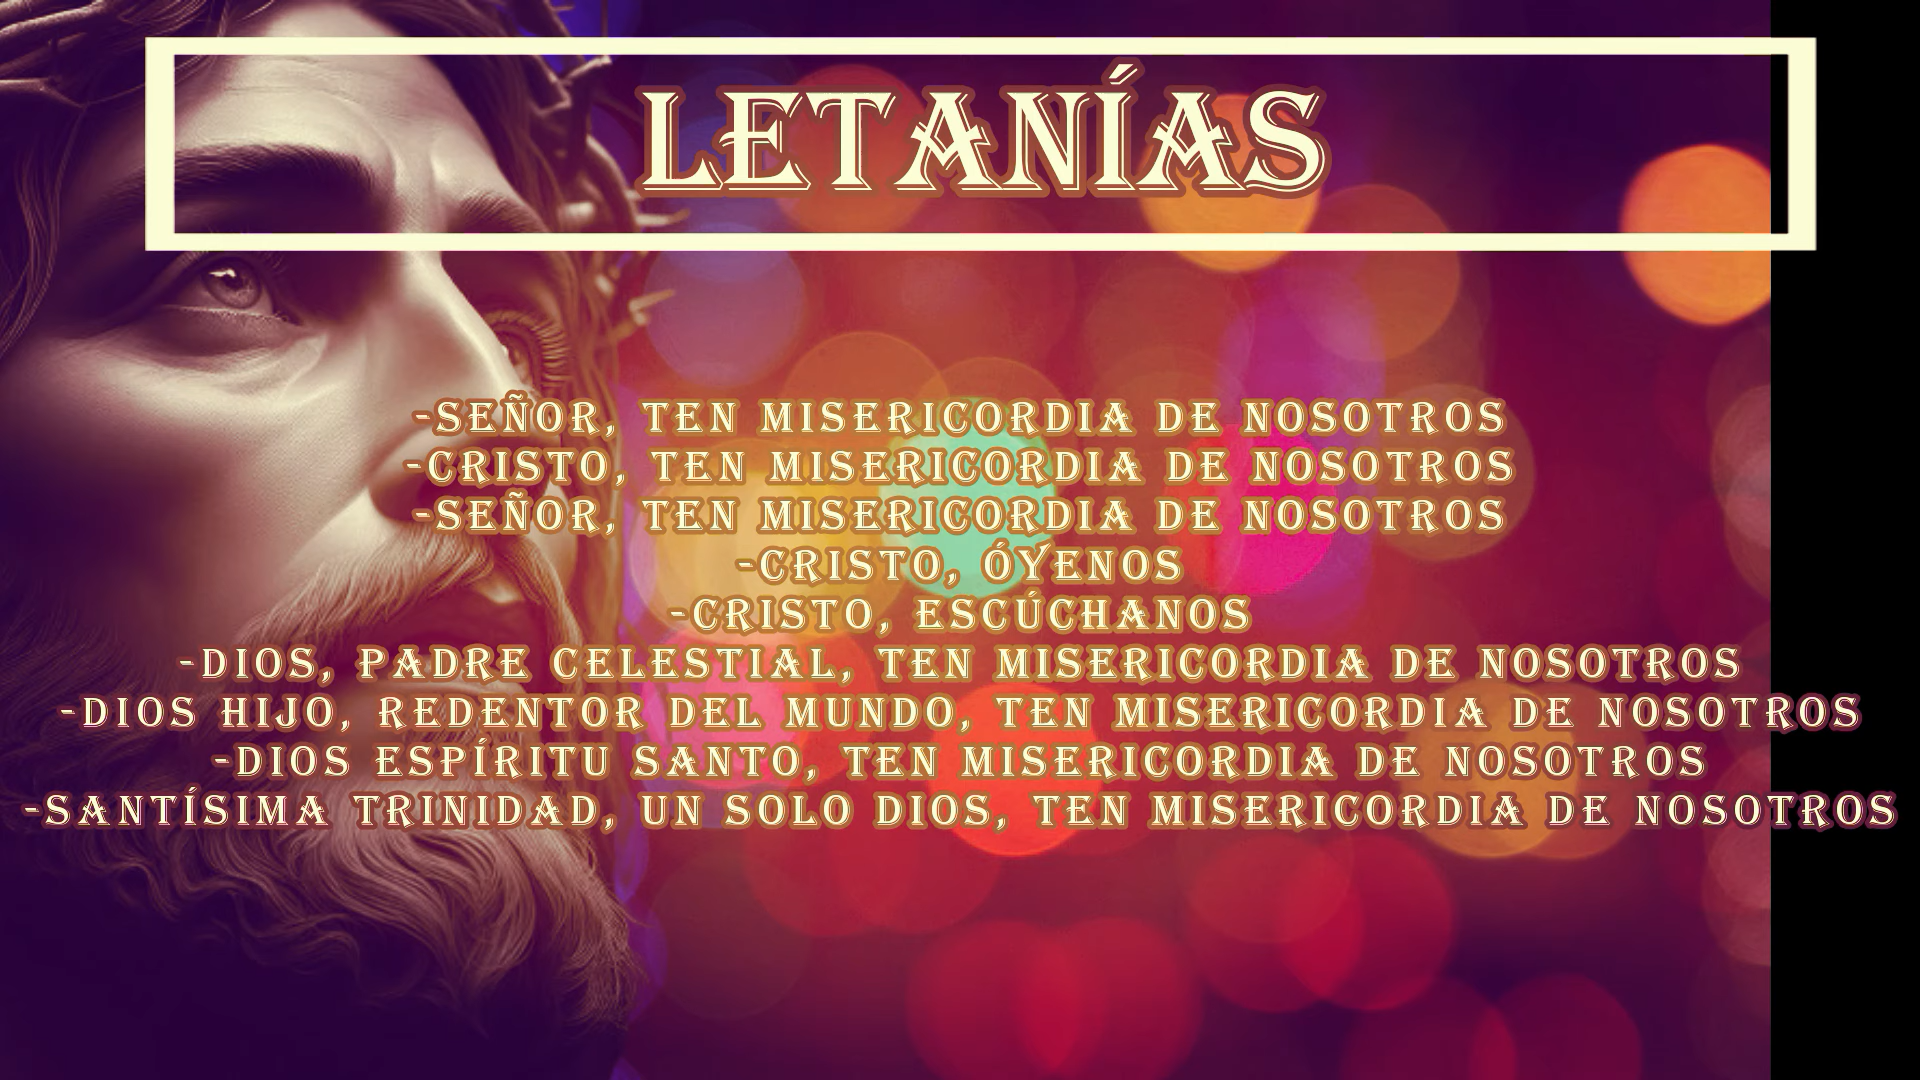 LETANÍAS
-SEÑOR, TEN MISERICORDIA DE NOSOTROS
-CRISTO, TEN MISERICORDIA DE NOSOTROS
-SEÑOR, TEN MISERICORDIA DE NOSOTROS
-CRISTO, ÓYENOS
-CRISTO, ESCÚCHANOS
-DIOS, PADRE CELESTIAL, TEN MISERICORDIA DE NOSOTROS
-DIOS HIJO, REDENTOR DEL MUNDO, TEN MISERICORDIA DE NOSOTROS
-DIOS ESPÍRITU SANTO, TEN MISERICORDIA DE NOSOTROS
-SANTÍSIMA TRINIDAD, UN SOLO DIOS, TEN MISERICORDIA DE NOSOTROS